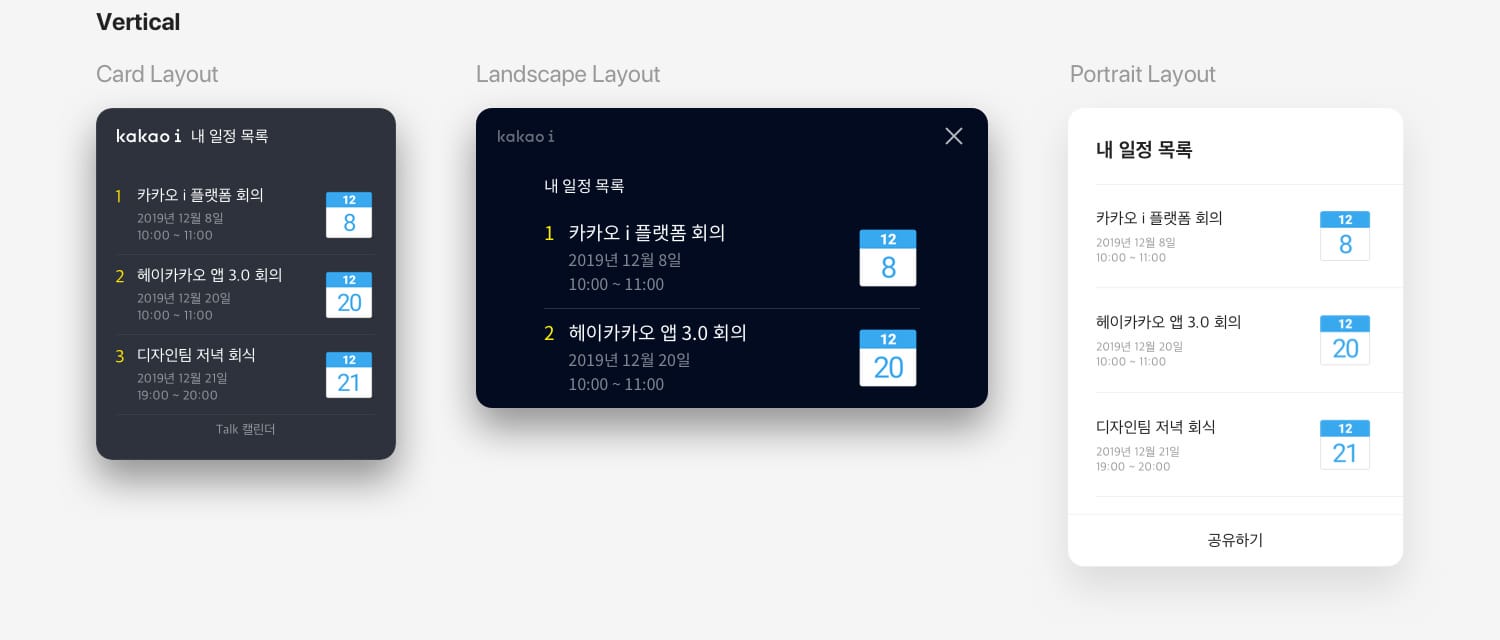 Vertical
Card Layout
kakao i 내 일정 목록
1 카카오 i 플랫폼 회의
2019년 12월 8일
10:00 ~ 11:00
12
8
2 헤이카카오 앱 3.0 회의
2019년 12월 20일
10:00 ~ 11:00
12
20
3 디자인팀 저녁 회식
2019년 12월 21일
19:00 ~ 20:00
12
21
Talk 캘린더
Landscape Layout
kakao i
내 일정 목록
1 카카오 i 플랫폼 회의
2019년 12월 8일
10:00 ~ 11:00
12
8
2 헤이카카오 앱 3.0 회의
2019년 12월 20일
10:00 ~ 11:00
12
20
Portrait Layout
내 일정 목록
카카오 i 플랫폼 회의
2019년 12월 8일
10:00 ~ 11:00
12
8
헤이카카오 앱 3.0 회의
2019년 12월 20일
10:00 ~ 11:00
12
20
디자인팀 저녁 회식
2019년 12월 21일
19:00 ~ 20:00
12
21
공유하기